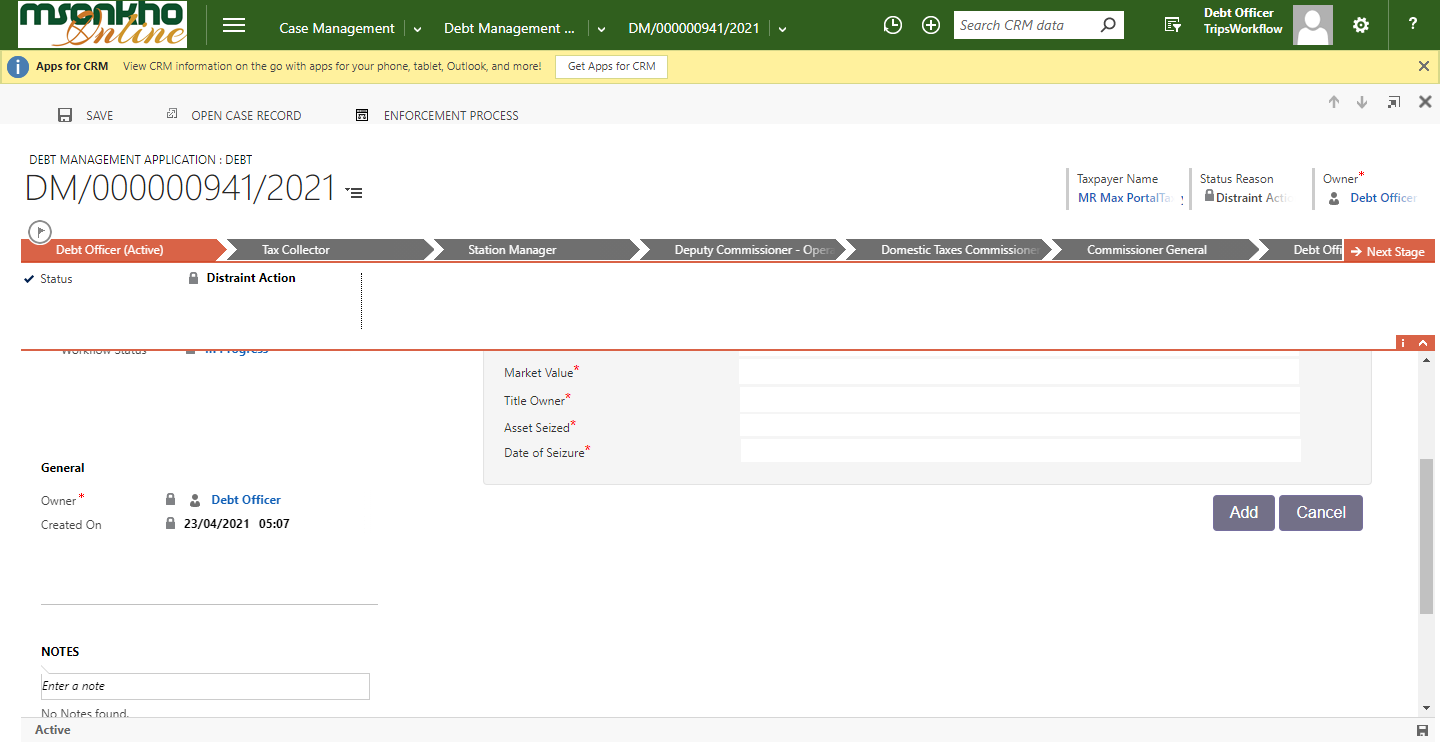 msonkho
Online
Case Management
Debt Management ...
DM/000000941/2021
Search CRM data
Debt Officer
TripsWorkflow
?
i
Apps for CRM
View CRM information on the go with apps for your phone, tablet, Outlook, and more!
Get Apps for CRM
SAVE
OPEN CASE RECORD
ENFORCEMENT PROCESS
DEBT MANAGEMENT APPLICATION : DEBT
DM/000000941/2021
Taxpayer Name
MR Max PortalTa
Status Reason
Distraint Actio
Owner*
Debt Officer
Debt Officer (Active)
Tax Collector
Station Manager
Deputy Commissioner - Opera
Domestic Taxes Commissioner
Commissioner General
Debt Offi
Next Stage
Status
Distraint Action
i
Workflow Status
In Progress
Market Value*
Title Owner*
Asset Seized*
Date of Seizure*
General
Owner*
Debt Officer
Created On
23/04/2021 05:07
Add
Cancel
NOTES
Enter a note
No Notes found.
Active